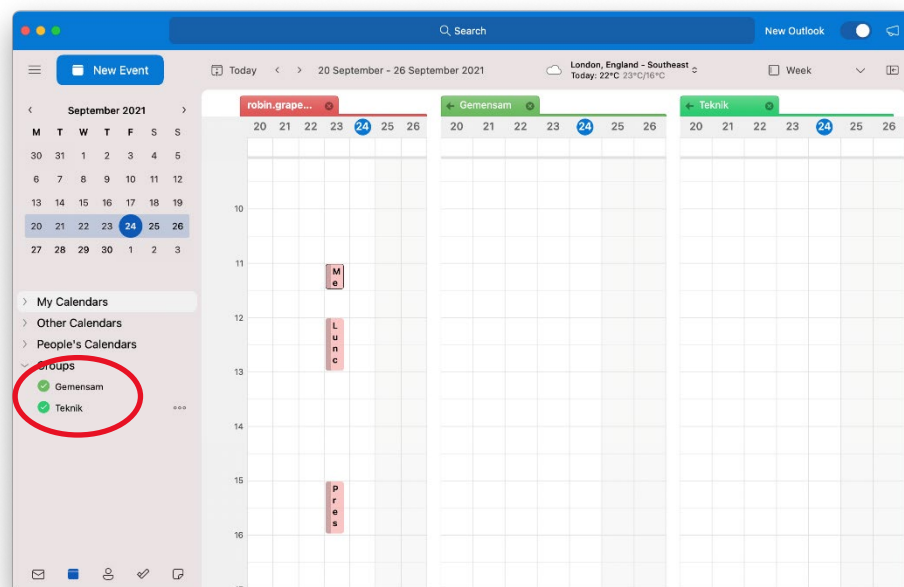 Search
New Outlook
New Event
Today
20 September - 26 September 2021
London, England - Southeast
Today: 22°C 23°C/16°C
Week
September 2021
M T W T F S S
30 31 1 2 3 4 5
6 7 8 9 10 11 12
13 14 15 16 17 18 19
20 21 22 23 24 25 26
27 28 29 30 1 2 3
My Calendars
Other Calendars
People's Calendars
Groups
Gemensam
Teknik
robin.grape...
20 21 22 23 24 25 26
10
11
12
13
14
15
16
M
e
L
u
n
c
P
r
e
s
Gemensam
20 21 22 23 24 25 26
Teknik
20 21 22 23 24 25 26